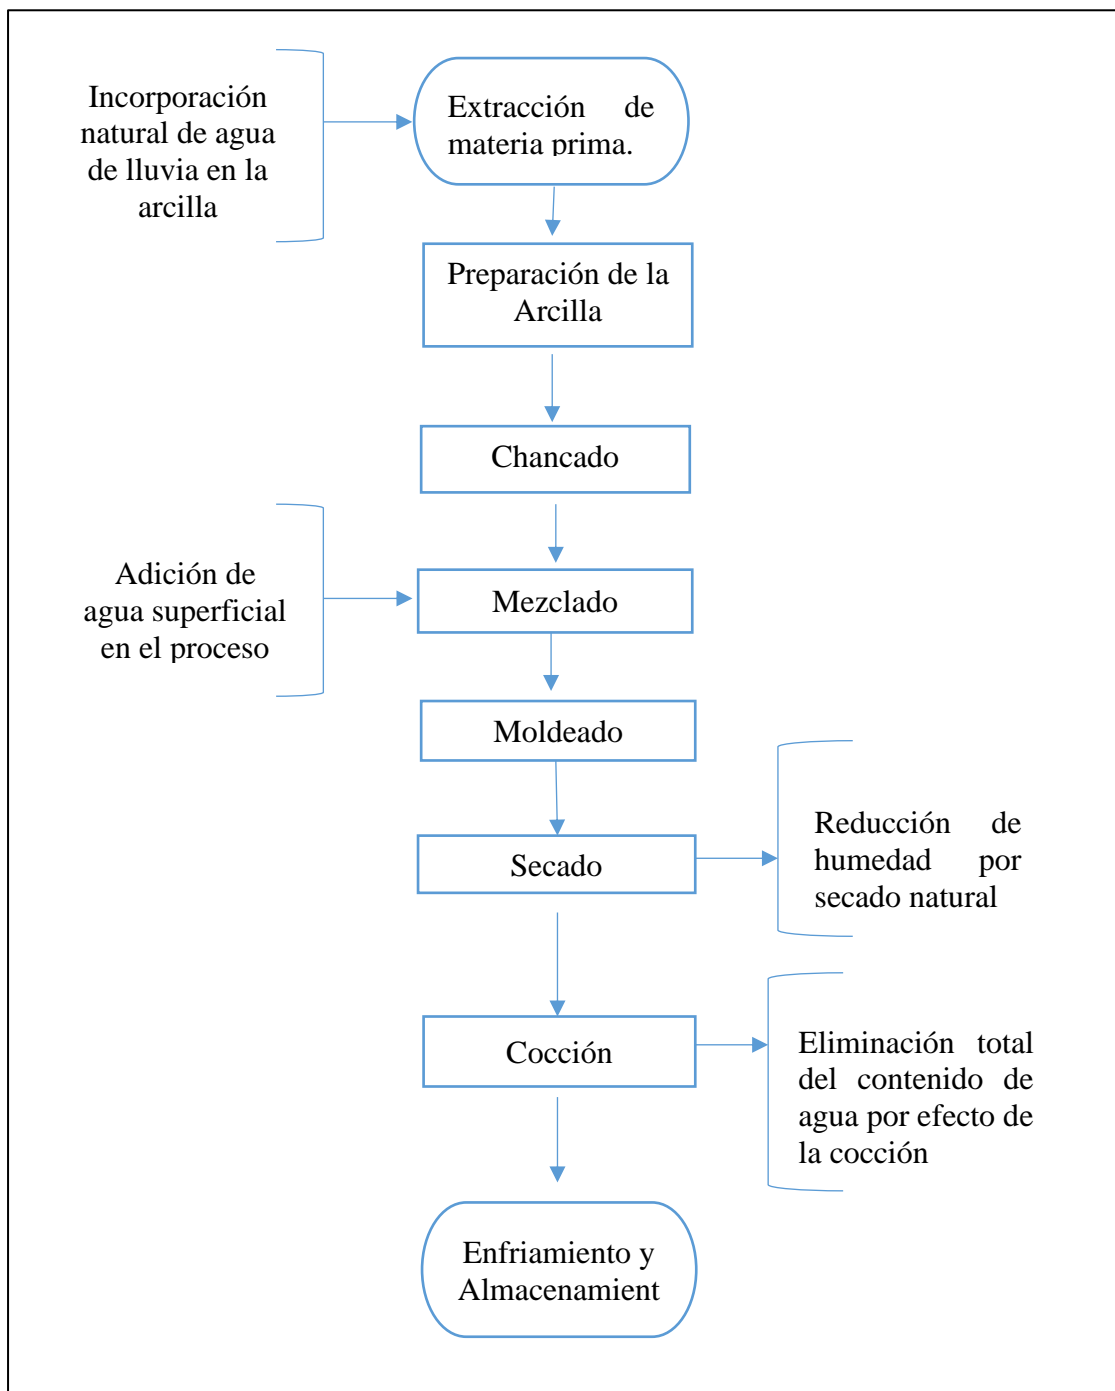 Incorporación
natural de agua
de lluvia en la
arcilla
Extracción de
materia prima.
Preparación de la
Arcilla
Chancado
Adición de
agua superficial
en el proceso
Mezclado
Moldeado
Secado
Reducción de
humedad por
secado natural
Cocción
Eliminación total
del contenido de
agua por efecto de
la cocción
Enfriamiento y
Almacenamient